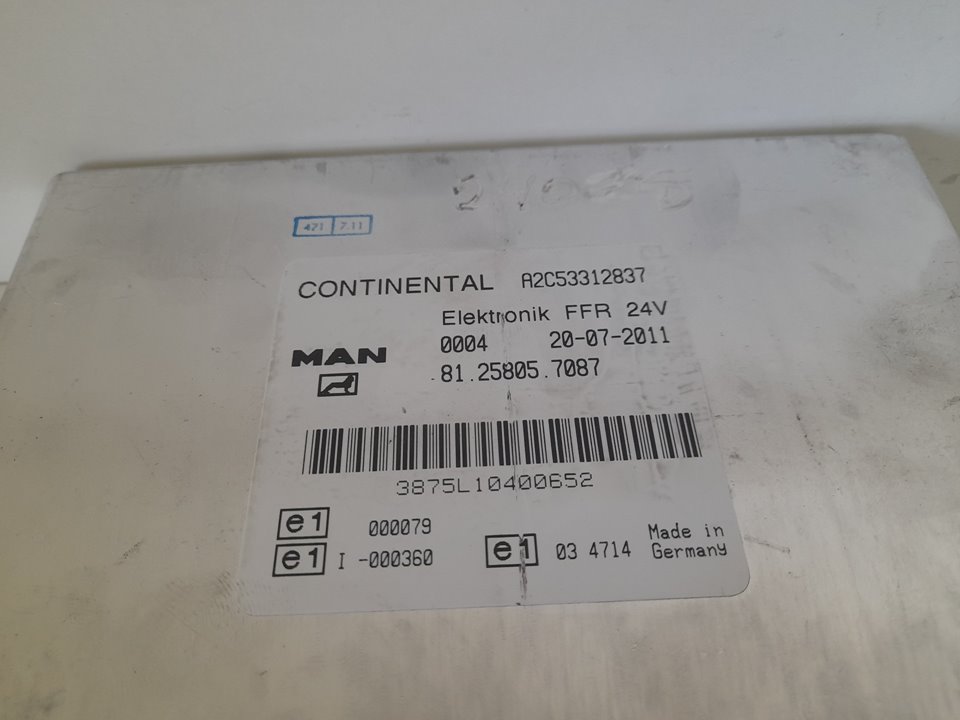 471 7.11
CONTINENTAL A2C53312837
Elektronik FFR 24V
0004 20-07-2011
MAN
81.25805.7087
3875L10400652
e1 000079
e1 I -000360
e1 03 4714
Made in
Germany